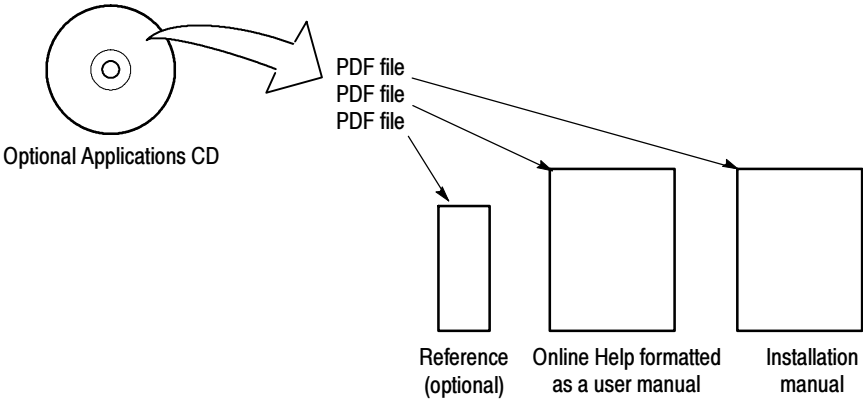 PDF file
PDF file
PDF file
Optional Applications CD
Reference
(optional)
Online Help formatted
as a user manual
Installation
manual